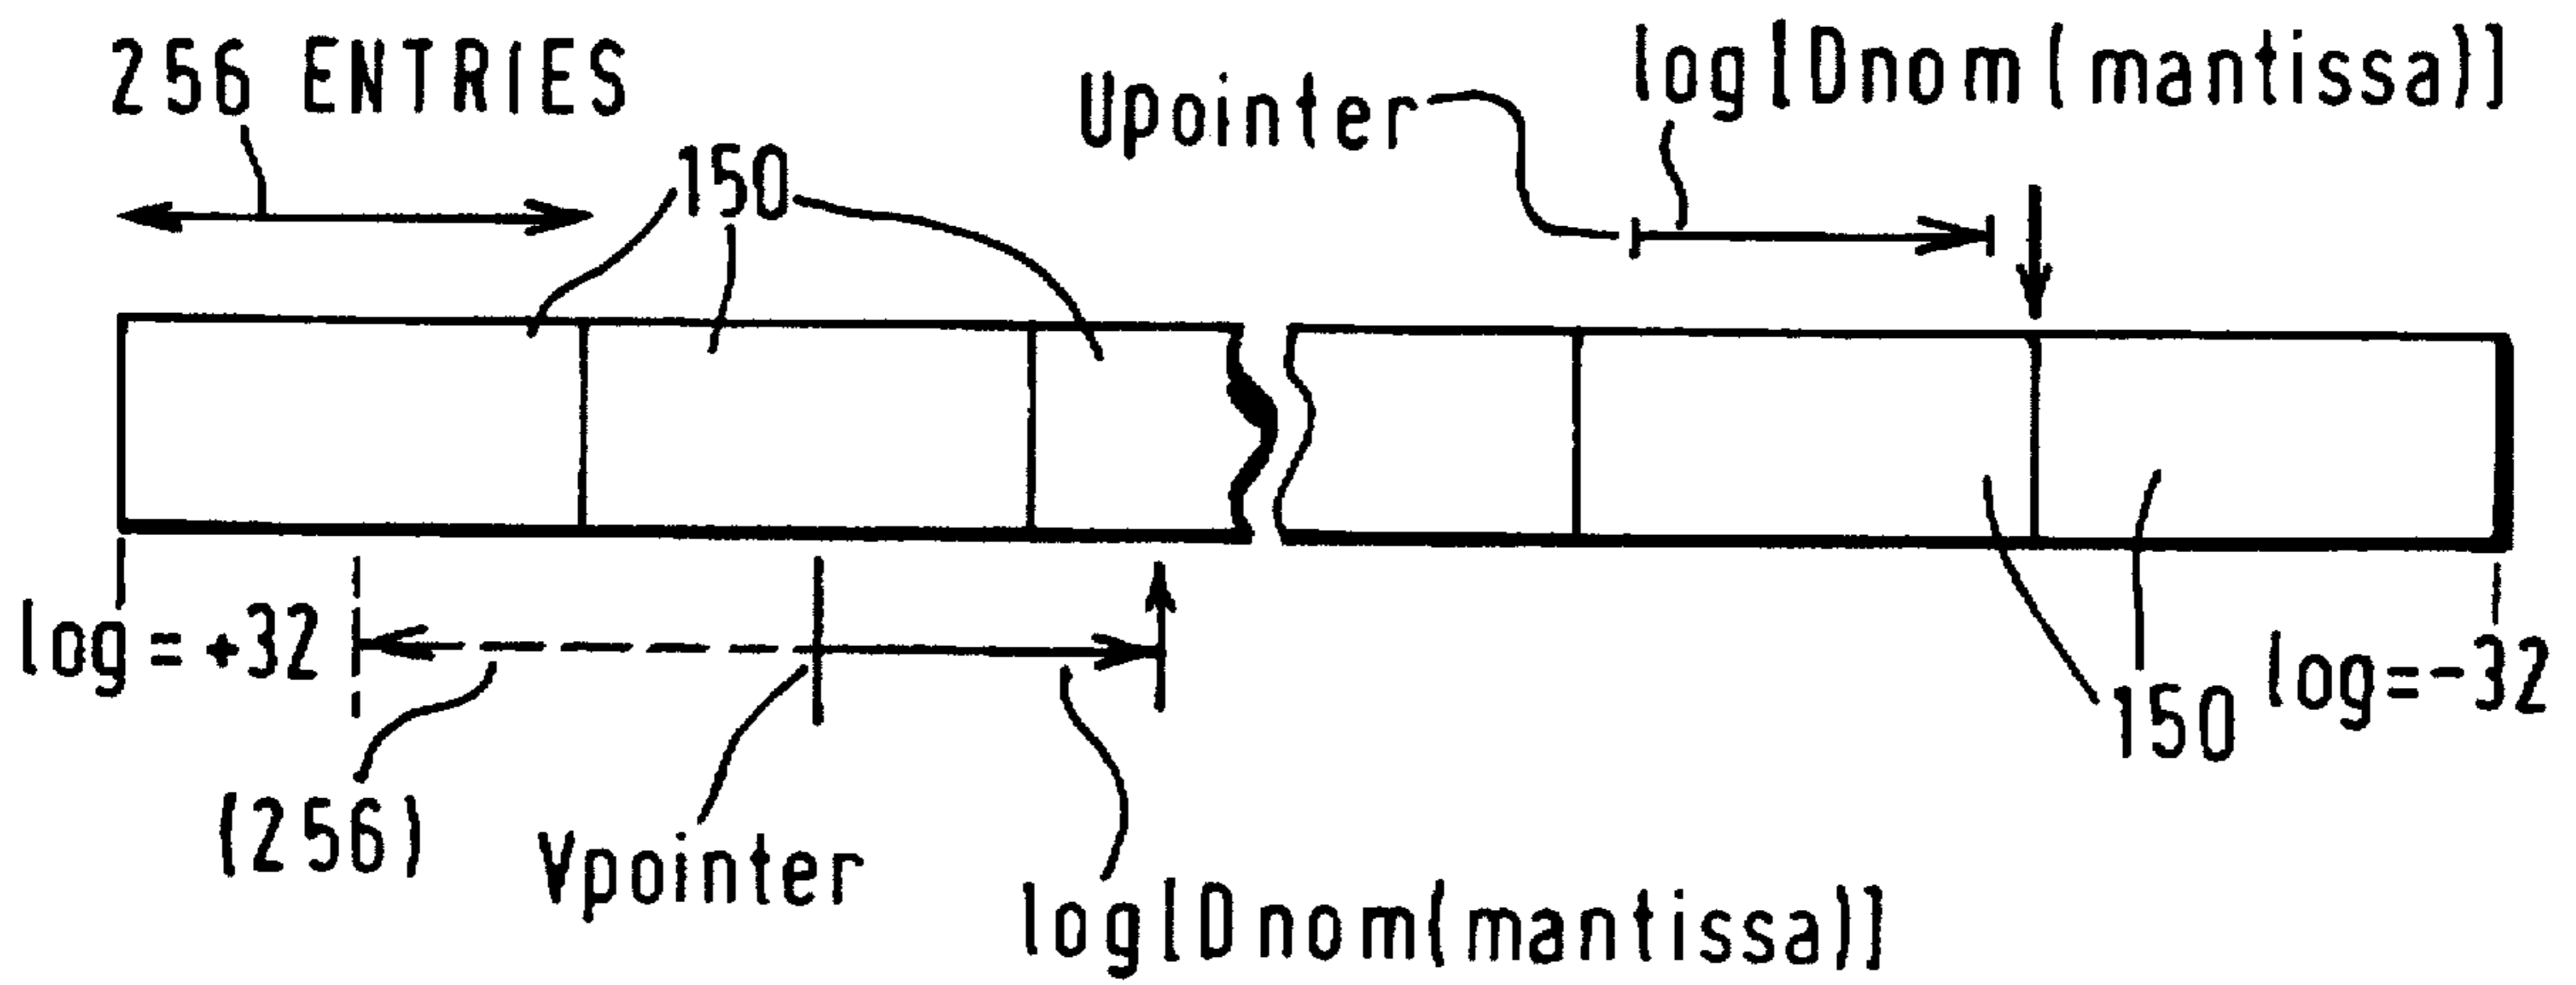 256 ENTRIES
150
Upointer
log[Dnom(mantissa)]
log=+32
(256)
Vpointer
log[Dnom(mantissa)]
150
log=-32